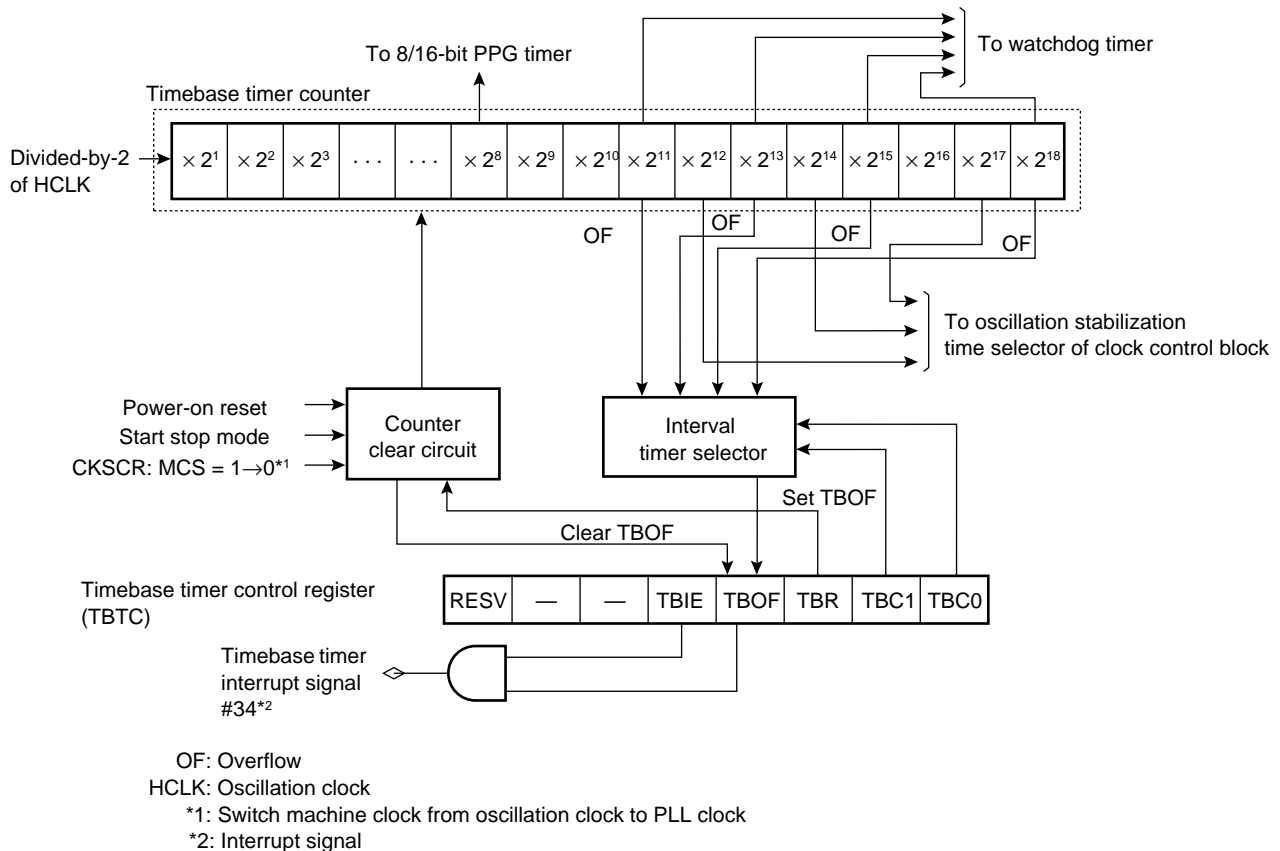 To watchdog timer
To 8/16-bit PPG timer
Timebase timer counter
Divided-by-2
of HCLK
× 2¹ × 2² × 2³ · · · · · · × 2⁸ × 2⁹ × 2¹⁰ × 2¹¹ × 2¹² × 2¹³ × 2¹⁴ × 2¹⁵ × 2¹⁶ × 2¹⁷ × 2¹⁸
OF OF OF OF
To oscillation stabilization
time selector of clock control block
Power-on reset
Start stop mode
CKSCR: MCS = 1→0*¹
Counter
clear circuit
Interval
timer selector
Set TBOF
Clear TBOF
Timebase timer control register
(TBTC)
RESV — — TBIE TBOF TBR TBC1 TBC0
Timebase timer
interrupt signal
#34*²
OF: Overflow
HCLK: Oscillation clock
*1: Switch machine clock from oscillation clock to PLL clock
*2: Interrupt signal